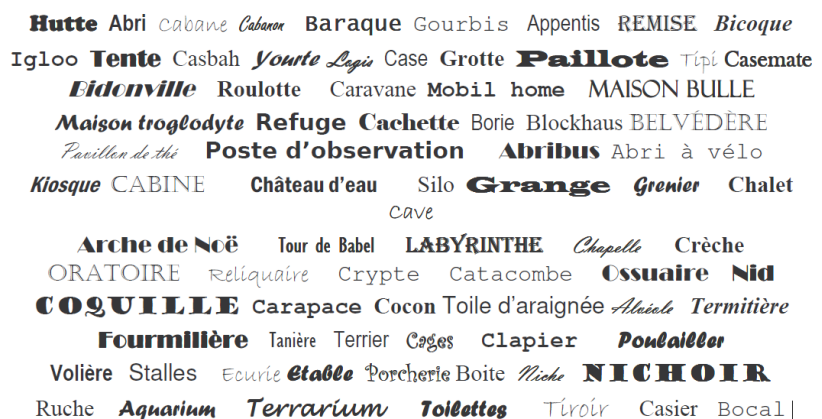 Hutte Abri Cabane Cabanon Baraque Gourbis Appentis REMISE Bicoque
Igloo Tente Casbah Yourte Logis Case Grotte Paillote Tipi Casemate
Bidonville Roulotte Caravane Mobil home MAISON BULLE
Maison troglodyte Refuge Cachette Borie Blockhaus BELVÉDÈRE
Pavillon de thé Poste d’observation Abribus Abri à vélo
Kiosque CABINE Château d’eau Silo Grange Grenier Chalet
Cave
Arche de Noë Tour de Babel LABYRINTHE Chapelle Crèche
ORATOIRE Reliquaire Crypte Catacombe Ossuaire Nid
COQUILLE Carapace Cocon Toile d’araignée Alvéole Termitière
Fourmilière Tanière Terrier Cages Clapier Poulailler
Volière Stalles Ecurie Etable Porcherie Boite Niche NICHOIR
Ruche Aquarium Terrarium Toilettes Tiroir Casier Bocal